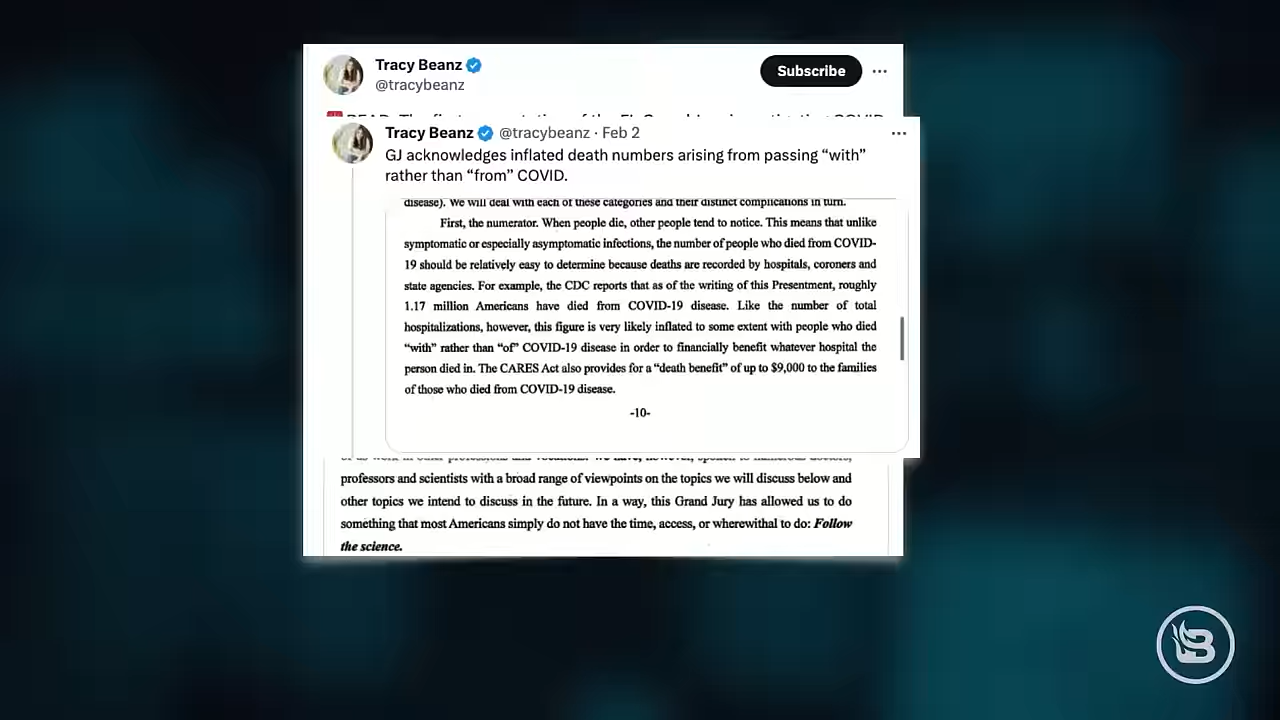 Tracy Beanz
@tracybeanz
Subscribe
Tracy Beanz @tracybeanz · Feb 2
GJ acknowledges inflated death numbers arising from passing “with”
rather than “from” COVID.
disease). We will deal with each of these categories and their distinct complications in turn.
First, the numerator. When people die, other people tend to notice. This means that unlike
symptomatic or especially asymptomatic infections, the number of people who died from COVID-
19 should be relatively easy to determine because deaths are recorded by hospitals, coroners and
state agencies. For example, the CDC reports that as of the writing of this Presentment, roughly
1.17 million Americans have died from COVID-19 disease. Like the number of total
hospitalizations, however, this figure is very likely inflated to some extent with people who died
“with” rather than “of” COVID-19 disease in order to financially benefit whatever hospital the
person died in. The CARES Act also provides for a “death benefit” of up to $9,000 to the families
of those who died from COVID-19 disease.
-10-
professors and scientists with a broad range of viewpoints on the topics we will discuss below and
other topics we intend to discuss in the future. In a way, this Grand Jury has allowed us to do
something that most Americans simply do not have the time, access, or wherewithal to do: Follow
the science.
B